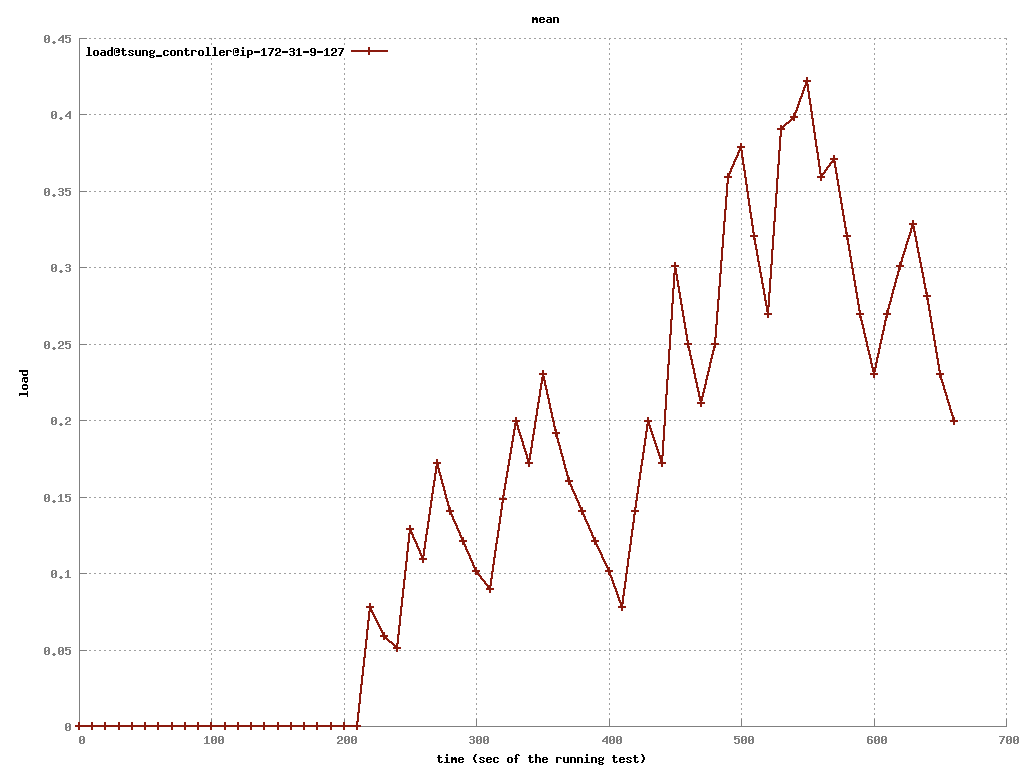 mean
load@tsung_controller@ip-172-31-9-127
0.45
0.4
0.35
0.3
0.25
0.2
0.15
0.1
0.05
0
load
0 100 200 300 400 500 600 700
time (sec of the running test)